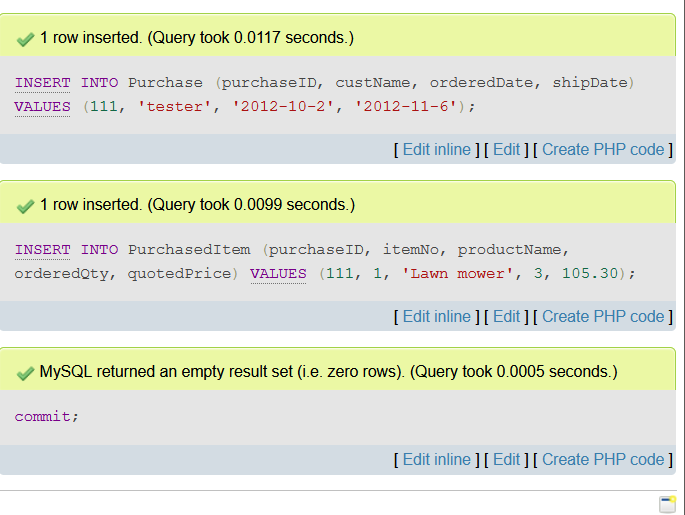 1 row inserted. (Query took 0.0117 seconds.)
INSERT INTO Purchase (purchaseID, custName, orderedDate, shipDate)
VALUES (111, 'tester', '2012-10-2', '2012-11-6');
[ Edit inline ] [ Edit ] [ Create PHP code ]
1 row inserted. (Query took 0.0099 seconds.)
INSERT INTO PurchasedItem (purchaseID, itemNo, productName,
orderedQty, quotedPrice) VALUES (111, 1, 'Lawn mower', 3, 105.30);
[ Edit inline ] [ Edit ] [ Create PHP code ]
MySQL returned an empty result set (i.e. zero rows). (Query took 0.0005 seconds.)
commit;
[ Edit inline ] [ Edit ] [ Create PHP code ]